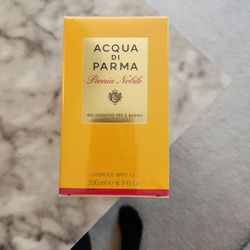 ACQUA
DI
PARMA
Peonia Nobile
GEL LUSSUOSO PER IL BAGNO
LUXURIOUS BATH GEL
200 ml ℮ 6.7 Fl. Oz.